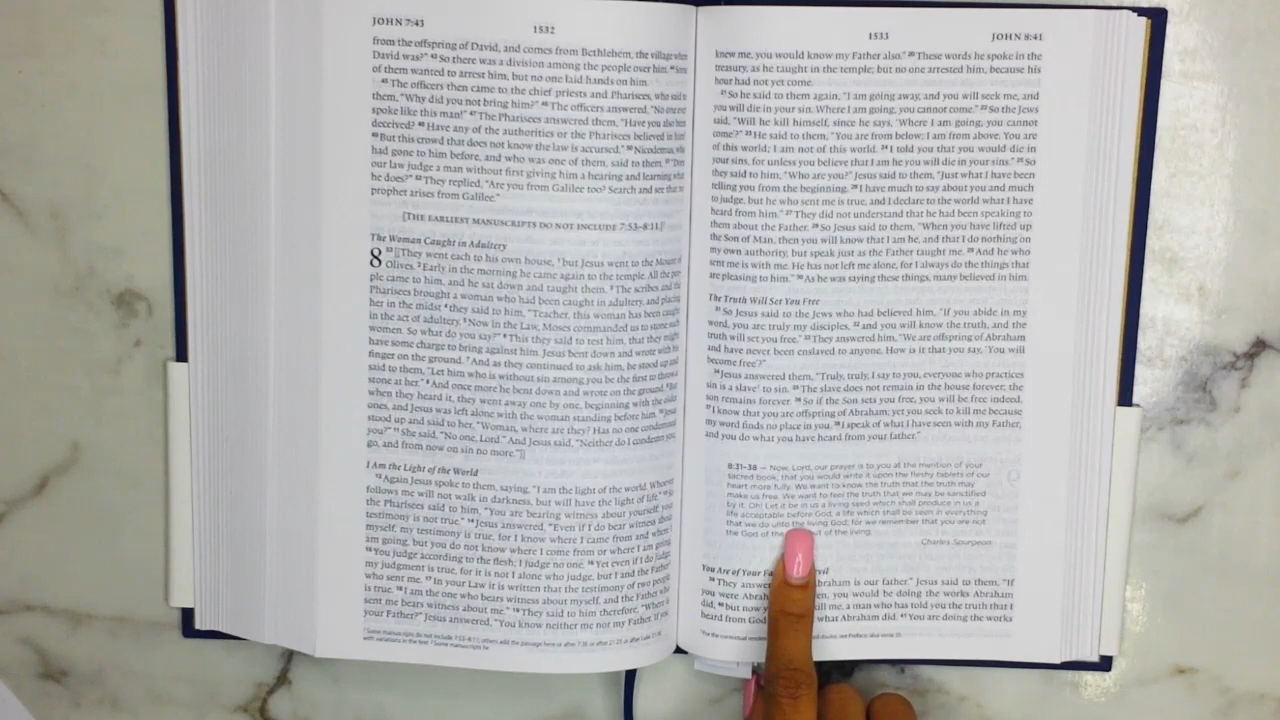 JOHN 7:43
1532
from the offspring of David, and comes from Bethlehem, the village where
David was?” 43 So there was a division among the people over him. 44 Some
of them wanted to arrest him, but no one laid hands on him.
45 The officers then came to the chief priests and Pharisees, who said to
them, “Why did you not bring him?” 46 The officers answered, “No one ever
spoke like this man!” 47 The Pharisees answered them, “Have you also been
deceived? 48 Have any of the authorities or the Pharisees believed in him?
49 But this crowd that does not know the law is accursed.” 50 Nicodemus, who
had gone to him before, and who was one of them, said to them, 51 “Does
our law judge a man without first giving him a hearing and learning what
he does?” 52 They replied, “Are you from Galilee too? Search and see that no
prophet arises from Galilee.”
[THE EARLIEST MANUSCRIPTS DO NOT INCLUDE 7:53–8:11.]
The Woman Caught in Adultery
8 53 [[They went each to his own house, 1 but Jesus went to the Mount of
Olives. 2 Early in the morning he came again to the temple. All the peo-
ple came to him, and he sat down and taught them. 3 The scribes and the
Pharisees brought a woman who had been caught in adultery, and placing
her in the midst 4 they said to him, “Teacher, this woman has been caught
in the act of adultery. 5 Now in the Law, Moses commanded us to stone such
women. So what do you say?” 6 This they said to test him, that they might
have some charge to bring against him. Jesus bent down and wrote with his
finger on the ground. 7 And as they continued to ask him, he stood up and
said to them, “Let him who is without sin among you be the first to throw a
stone at her.” 8 And once more he bent down and wrote on the ground. 9 But
when they heard it, they went away one by one, beginning with the older
ones, and Jesus was left alone with the woman standing before him. 10 Jesus
stood up and said to her, “Woman, where are they? Has no one condemned
you?” 11 She said, “No one, Lord.” And Jesus said, “Neither do I condemn you;
go, and from now on sin no more.”]]
I Am the Light of the World
12 Again Jesus spoke to them, saying, “I am the light of the world. Whoever
follows me will not walk in darkness, but will have the light of life.” 13 So
the Pharisees said to him, “You are bearing witness about yourself; your
testimony is not true.” 14 Jesus answered, “Even if I do bear witness about
myself, my testimony is true, for I know where I came from and where I
am going, but you do not know where I come from or where I am going.
15 You judge according to the flesh; I judge no one. 16 Yet even if I do judge,
my judgment is true, for it is not I alone who judge, but I and the Father
who sent me. 17 In your Law it is written that the testimony of two people
is true. 18 I am the one who bears witness about myself, and the Father who
sent me bears witness about me.” 19 They said to him therefore, “Where is
your Father?” Jesus answered, “You know neither me nor my Father. If you
1 Some manuscripts do not include 7:53–8:11; others add the passage here or after 7:36 or after 21:25 or after Luke 21:38,
with variations in the text 2 Some manuscripts he
1533
JOHN 8:41
knew me, you would know my Father also.” 20 These words he spoke in the
treasury, as he taught in the temple; but no one arrested him, because his
hour had not yet come.
21 So he said to them again, “I am going away, and you will seek me, and
you will die in your sin. Where I am going, you cannot come.” 22 So the Jews
said, “Will he kill himself, since he says, ‘Where I am going, you cannot
come’?” 23 He said to them, “You are from below; I am from above. You are
of this world; I am not of this world. 24 I told you that you would die in
your sins, for unless you believe that I am he you will die in your sins.” 25 So
they said to him, “Who are you?” Jesus said to them, “Just what I have been
telling you from the beginning. 26 I have much to say about you and much
to judge, but he who sent me is true, and I declare to the world what I have
heard from him.” 27 They did not understand that he had been speaking to
them about the Father. 28 So Jesus said to them, “When you have lifted up
the Son of Man, then you will know that I am he, and that I do nothing on
my own authority, but speak just as the Father taught me. 29 And he who
sent me is with me. He has not left me alone, for I always do the things that
are pleasing to him.” 30 As he was saying these things, many believed in him.
The Truth Will Set You Free
31 So Jesus said to the Jews who had believed him, “If you abide in my
word, you are truly my disciples, 32 and you will know the truth, and the
truth will set you free.” 33 They answered him, “We are offspring of Abraham
and have never been enslaved to anyone. How is it that you say, ‘You will
become free’?”
34 Jesus answered them, “Truly, truly, I say to you, everyone who practices
sin is a slave1 to sin. 35 The slave does not remain in the house forever; the
son remains forever. 36 So if the Son sets you free, you will be free indeed.
37 I know that you are offspring of Abraham; yet you seek to kill me because
my word finds no place in you. 38 I speak of what I have seen with my Father,
and you do what you have heard from your father.”
8:31–38 — Now, Lord, our prayer is to you at the mention of your
sacred book, that you would write it upon the fleshy tablets of our
heart more fully. We want to know the truth that the truth may
make us free. We want to feel the truth that we may be sanctified
by it. Oh! Let it be in us a living seed which shall produce in us a
life acceptable before God, a life which shall be seen in everything
that we do unto the living God; for we remember that you are not
the God of the but of the living.
Charles Spurgeon
You Are of Your Fa Devil
39 They answe Abraham is our father.” Jesus said to them, “If
you were Abrah en, you would be doing the works Abraham
did, 40 but now y kill me, a man who has told you the truth that I
heard from God what Abraham did. 41 You are doing the works
1 For the contextual rendering see Preface; also verse 35